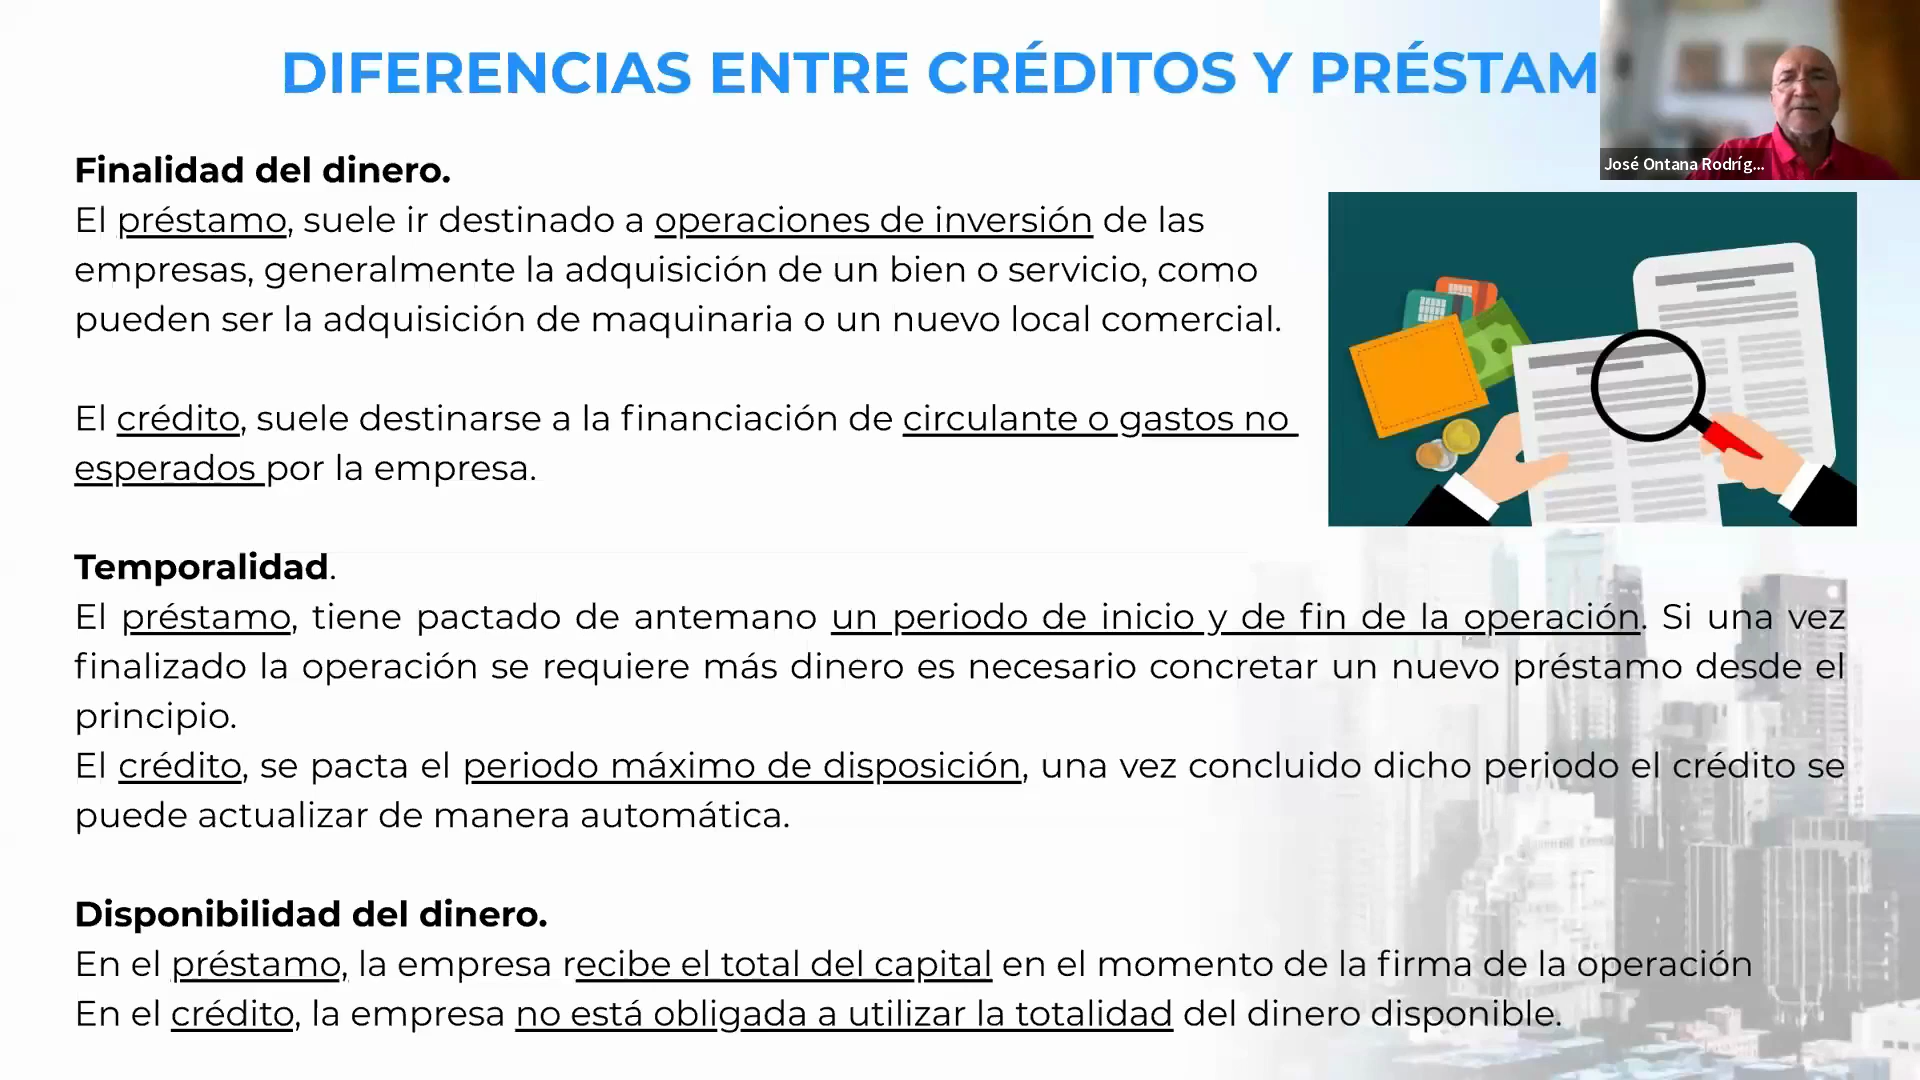 DIFERENCIAS ENTRE CRÉDITOS Y PRÉSTAM
José Ontana Rodríg...
Finalidad del dinero.
El préstamo, suele ir destinado a operaciones de inversión de las
empresas, generalmente la adquisición de un bien o servicio, como
pueden ser la adquisición de maquinaria o un nuevo local comercial.
El crédito, suele destinarse a la financiación de circulante o gastos no
esperados por la empresa.
Temporalidad.
El préstamo, tiene pactado de antemano un periodo de inicio y de fin de la operación. Si una vez
finalizado la operación se requiere más dinero es necesario concretar un nuevo préstamo desde el
principio.
El crédito, se pacta el periodo máximo de disposición, una vez concluido dicho periodo el crédito se
puede actualizar de manera automática.
Disponibilidad del dinero.
En el préstamo, la empresa recibe el total del capital en el momento de la firma de la operación
En el crédito, la empresa no está obligada a utilizar la totalidad del dinero disponible.